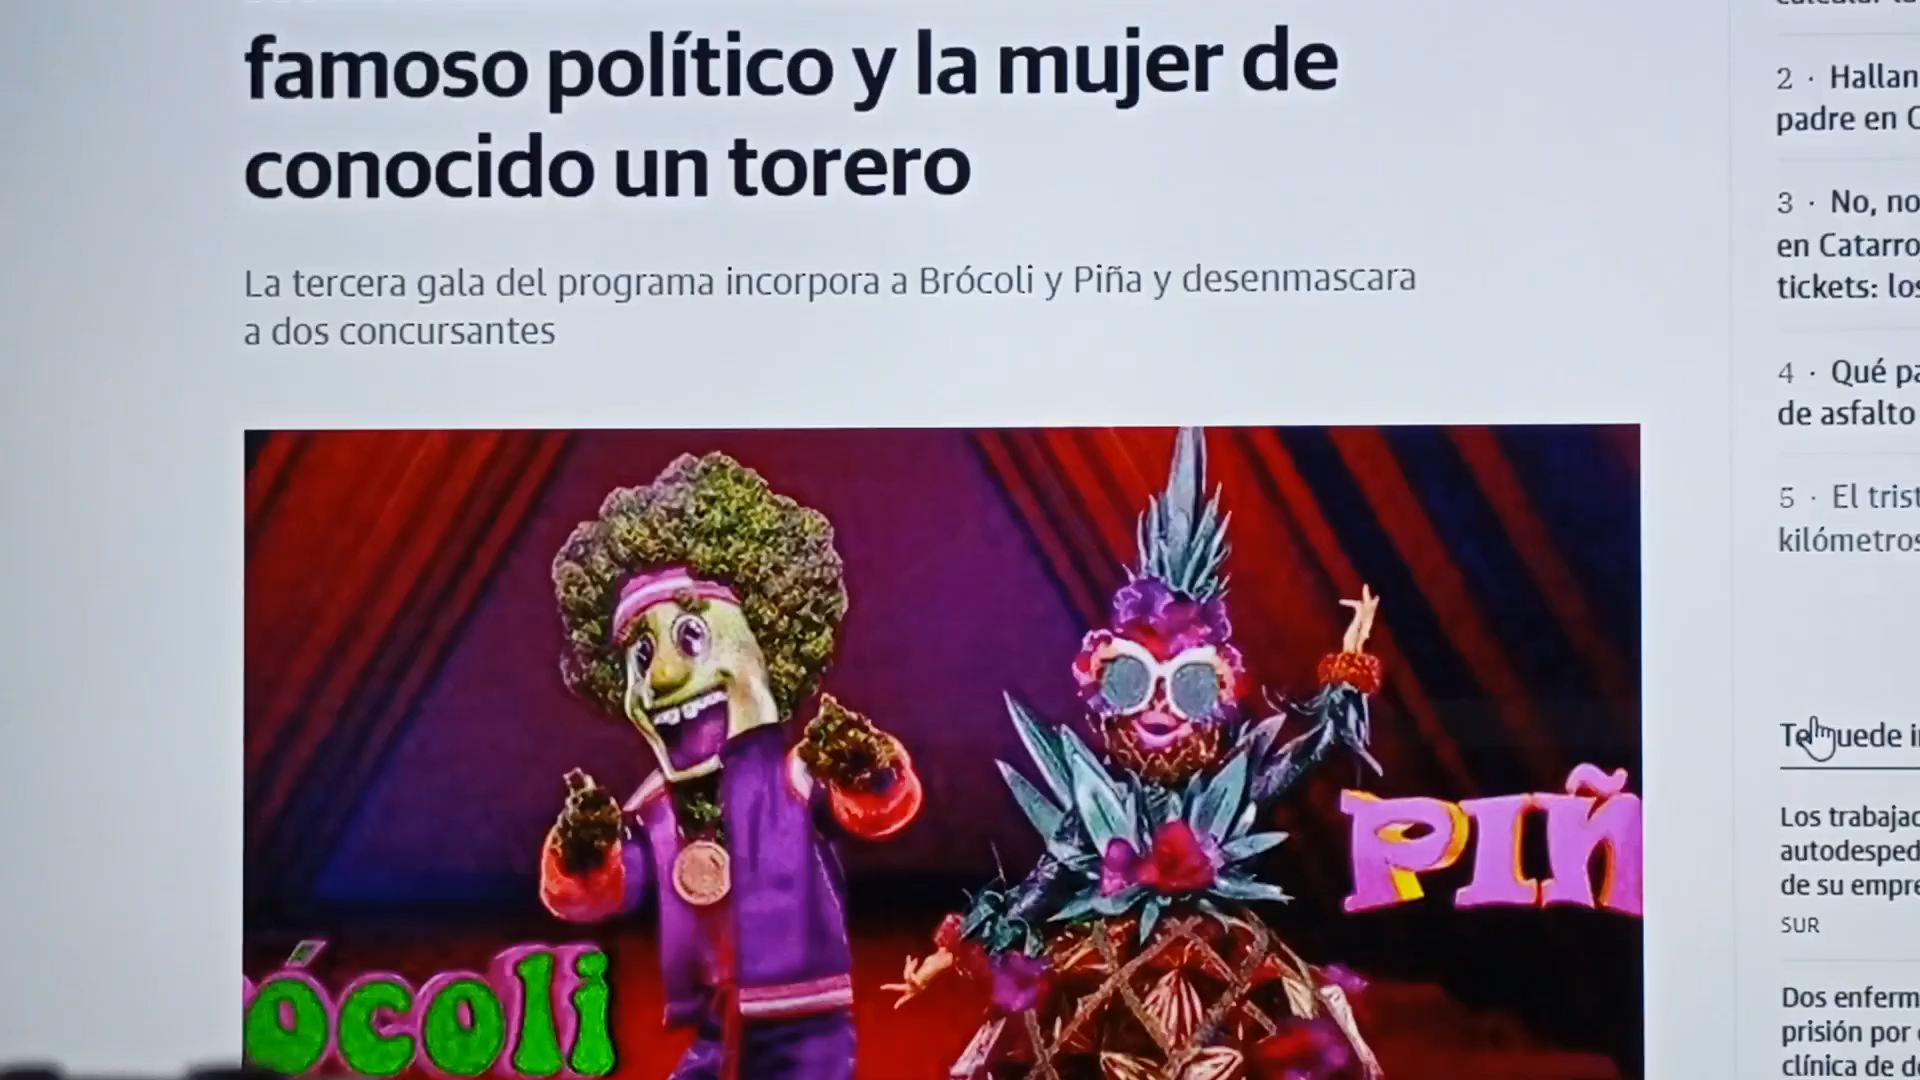 famoso político y la mujer de
conocido un torero
La tercera gala del programa incorpora a Brócoli y Piña y desenmascara
a dos concursantes
ócoli
PIÑ
2 · Hallan
padre en
3 · No, no
en Catarro
tickets: los
4 · Qué pa
de asfalto
5 · El trist
kilómetros
Te puede i
Los trabajad
autodesped
de su empre
SUR
Dos enferm
prisión por
clínica de d